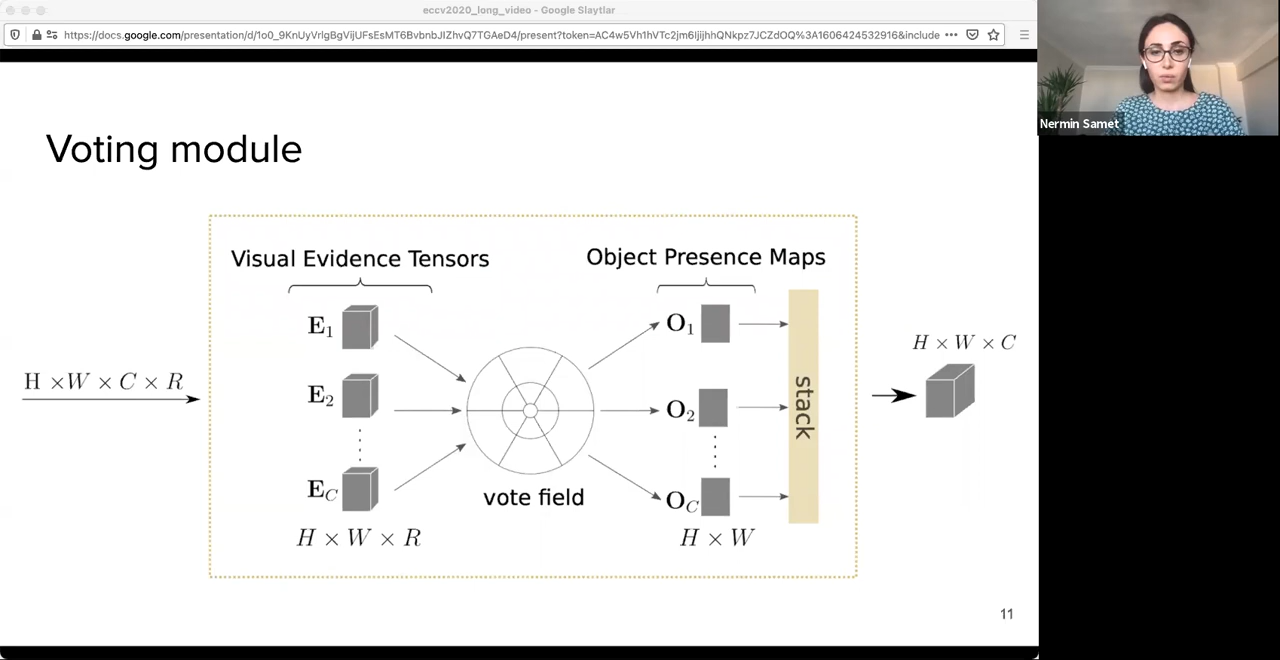 eccv2020_long_video - Google Slaytlar
https://docs.google.com/presentation/d/1o0_9KnUyVrlgBgVijUFsEsMT6BvbnbJIZhvQ7TGAeD4/present?token=AC4w5Vh1hVTc2jm6IjijhhQNkpz7JCZdOQ%3A1606424532916&include
Nermin Samet
Voting module
Visual Evidence Tensors
Object Presence Maps
E1
O1
H × W × C
H × W × C × R
E2
O2
stack
EC
vote field
OC
H × W × R
H × W
11